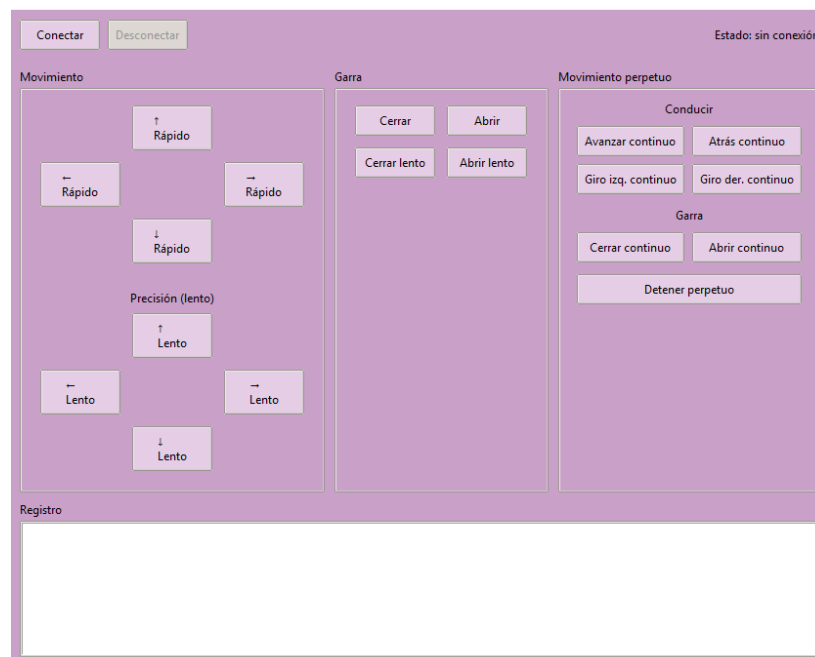 Conectar
Desconectar
Estado: sin conexión
Movimiento
↑
Rápido
←
Rápido
→
Rápido
↓
Rápido
Precisión (lento)
↑
Lento
←
Lento
→
Lento
↓
Lento
Garra
Cerrar
Abrir
Cerrar lento
Abrir lento
Movimiento perpetuo
Conducir
Avanzar continuo
Atrás continuo
Giro izq. continuo
Giro der. continuo
Garra
Cerrar continuo
Abrir continuo
Detener perpetuo
Registro